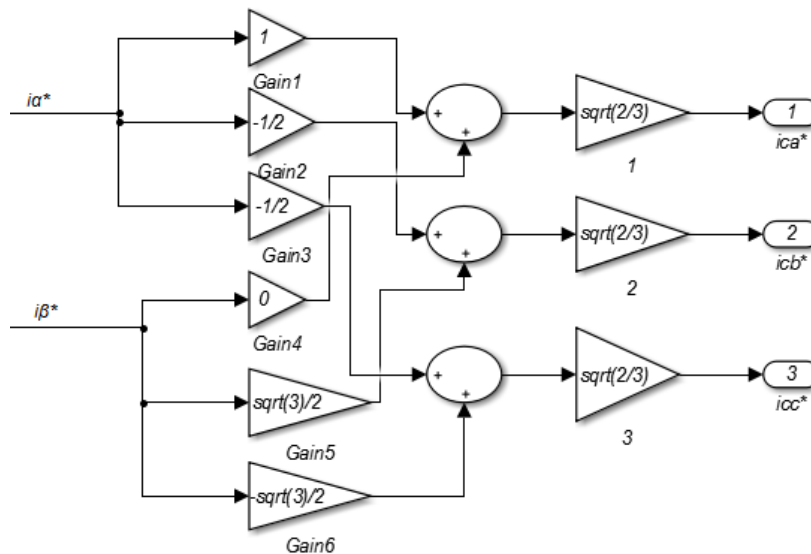 1
Gain1
iα*
-1/2
Gain2
-1/2
Gain3
iβ*
0
Gain4
sqrt(3)/2
Gain5
-sqrt(3)/2
Gain6
+
+
sqrt(2/3)
1
1
ica*
+
+
sqrt(2/3)
2
2
icb*
+
+
sqrt(2/3)
3
3
icc*